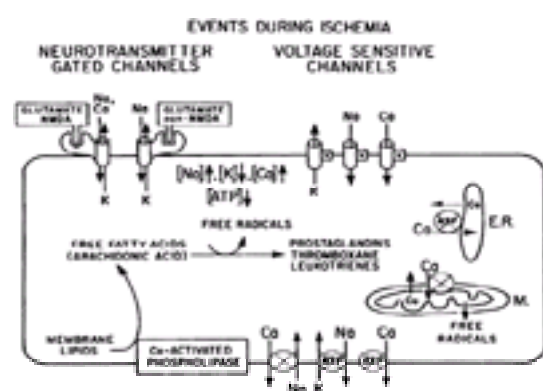 EVENTS DURING ISCHEMIA
NEUROTRANSMITTER
GATED CHANNELS
VOLTAGE SENSITIVE
CHANNELS
GLUTAMATE
NMDA
Na,
Ca
Na
GLUTAMATE
non-NMDA
Na
Ca
K
K
K
[Na]↑,[K]↓,[Ca]↑
[ATP]↓
FREE RADICALS
FREE FATTY ACIDS
(ARACHIDONIC ACID)
PROSTAGLANDINS
THROMBOXANE
LEUKOTRIENES
Ca
Ca
E.R.
Ca
Ca
M.
FREE
RADICALS
MEMBRANE
LIPIDS
Ca-ACTIVATED
PHOSPHOLIPASE
Ca
Na
K
Na
Ca